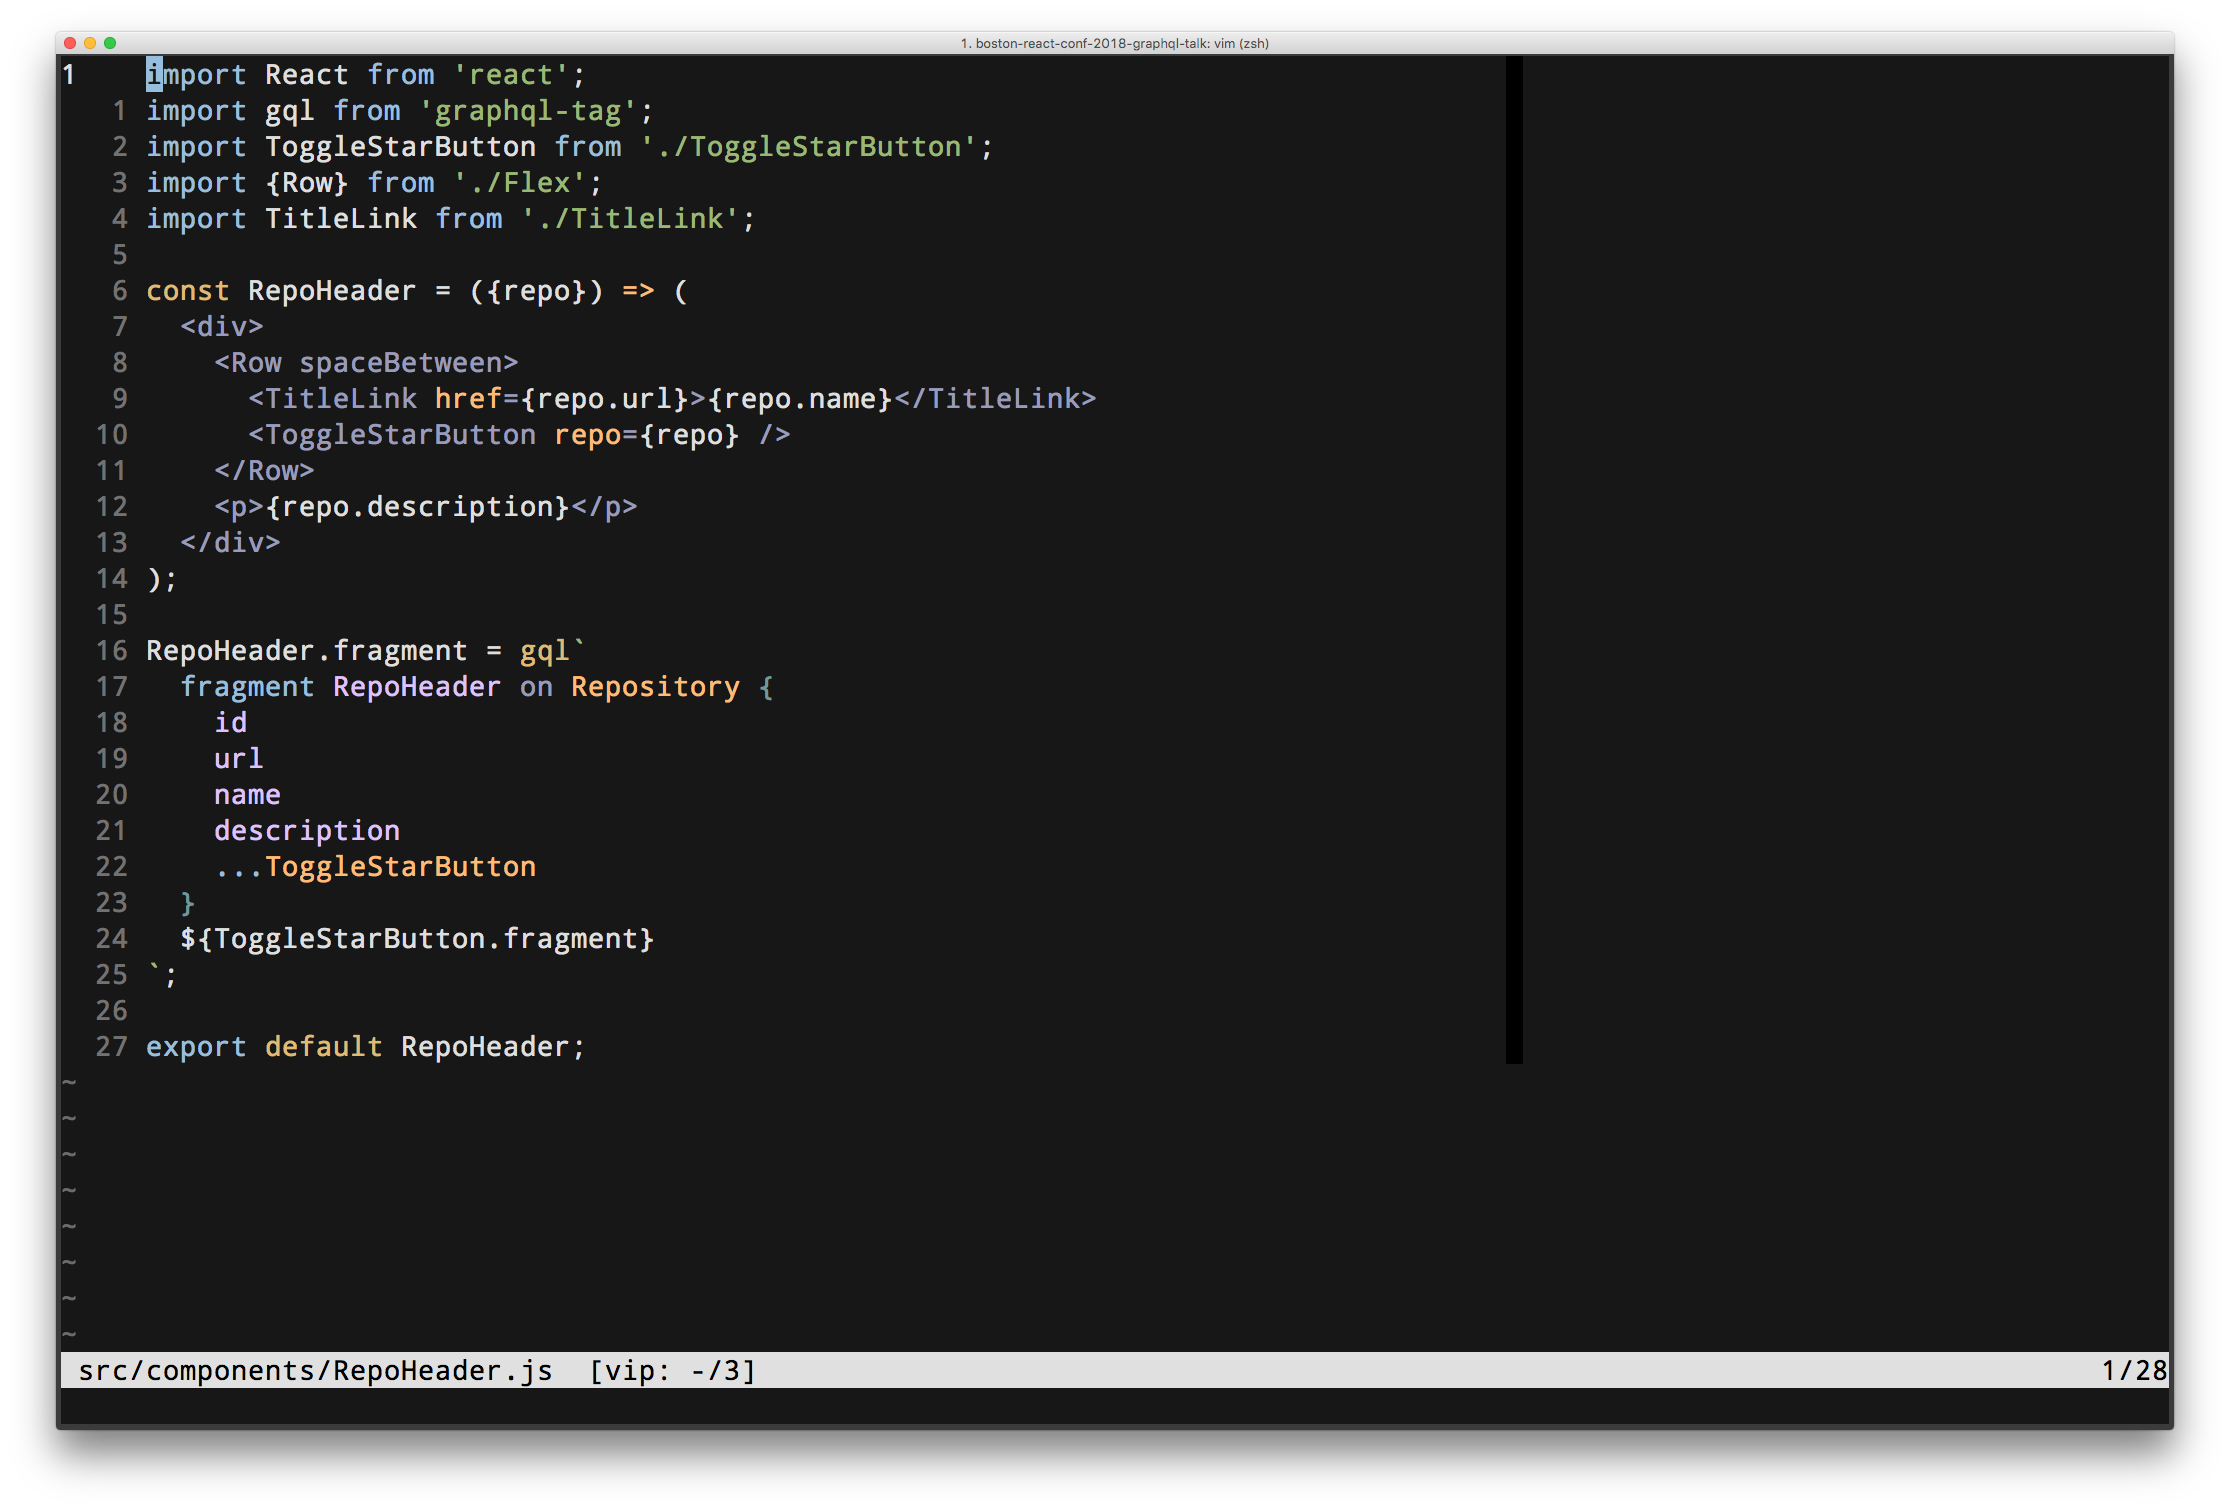 1. boston-react-conf-2018-graphql-talk: vim (zsh)
1    import React from 'react';
   1 import gql from 'graphql-tag';
   2 import ToggleStarButton from './ToggleStarButton';
   3 import {Row} from './Flex';
   4 import TitleLink from './TitleLink';
   5
   6 const RepoHeader = ({repo}) => (
   7   <div>
   8     <Row spaceBetween>
   9       <TitleLink href={repo.url}>{repo.name}</TitleLink>
  10       <ToggleStarButton repo={repo} />
  11     </Row>
  12     <p>{repo.description}</p>
  13   </div>
  14 );
  15
  16 RepoHeader.fragment = gql`
  17   fragment RepoHeader on Repository {
  18     id
  19     url
  20     name
  21     description
  22     ...ToggleStarButton
  23   }
  24   ${ToggleStarButton.fragment}
  25 `;
  26
  27 export default RepoHeader;
~
~
~
~
~
~
~
~
src/components/RepoHeader.js  [vip: -/3] 1/28